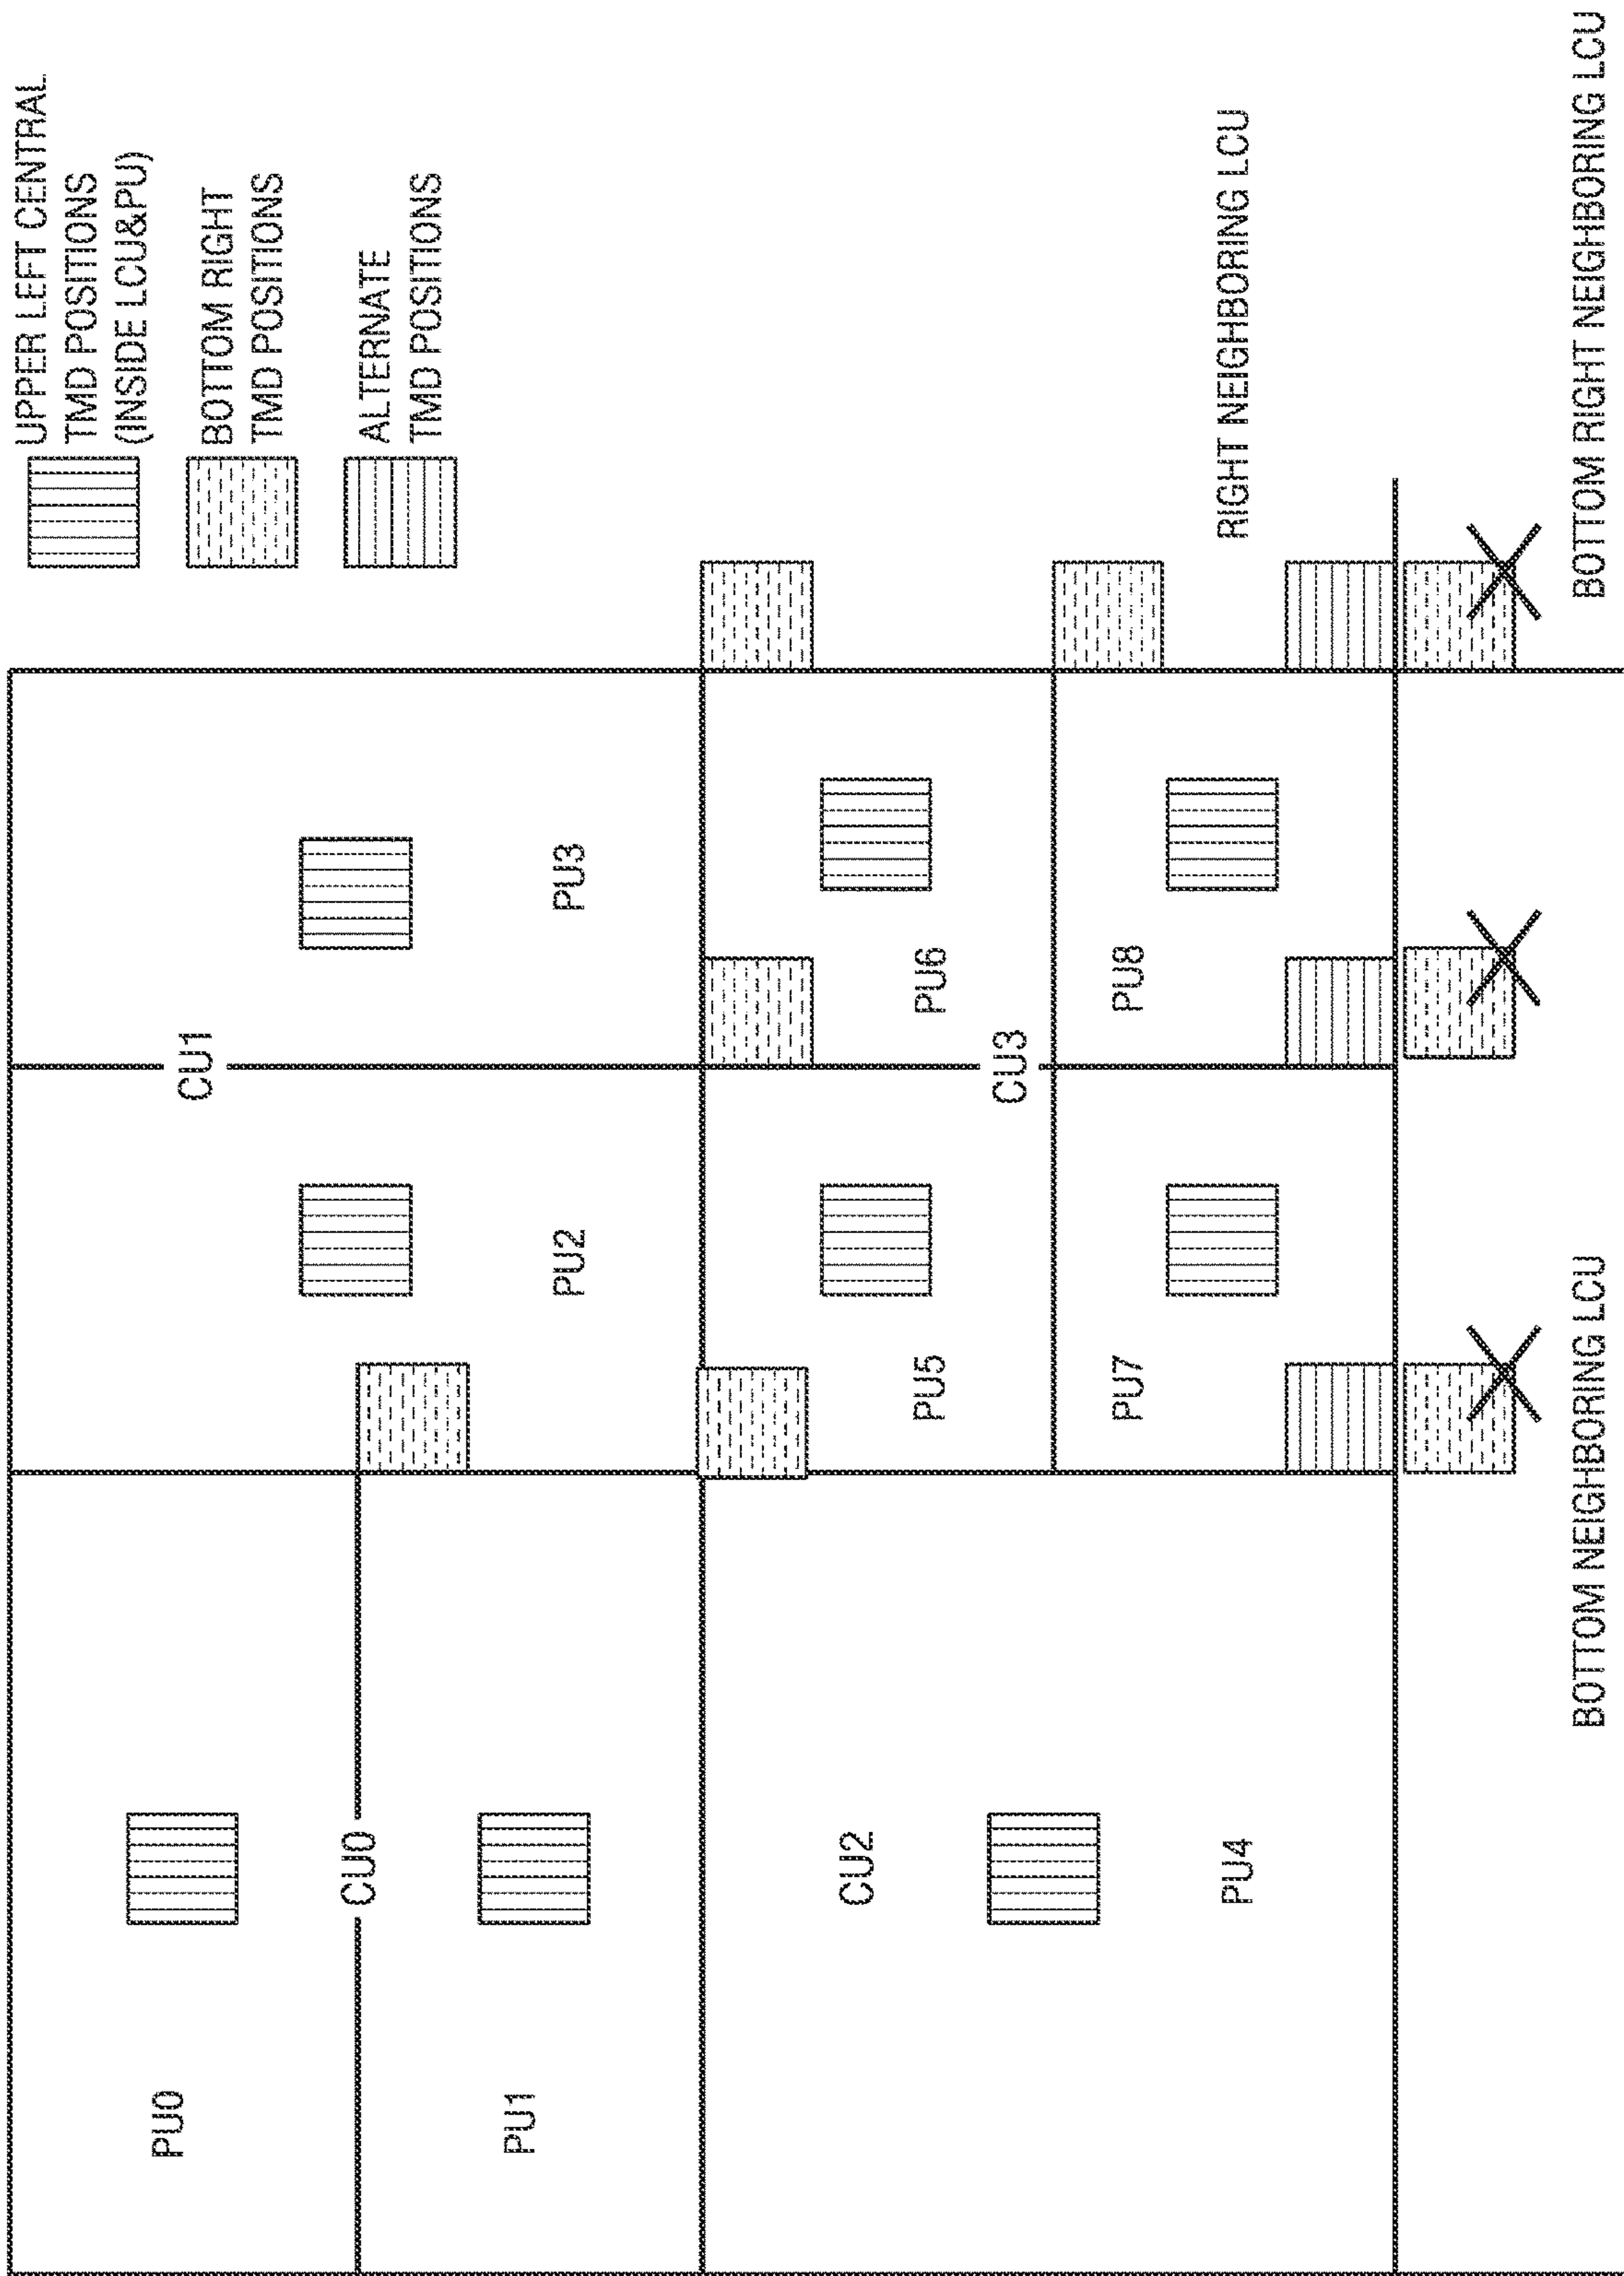 UPPER LEFT CENTRAL
TMD POSITIONS
(INSIDE LCU&PU)
BOTTOM RIGHT
TMD POSITIONS
ALTERNATE
TMD POSITIONS
PU0
CU0
PU1
CU1
PU2
PU3
CU2
PU4
PU5
PU6
CU3
PU7
PU8
RIGHT NEIGHBORING LCU
BOTTOM NEIGHBORING LCU
BOTTOM RIGHT NEIGHBORING LCU